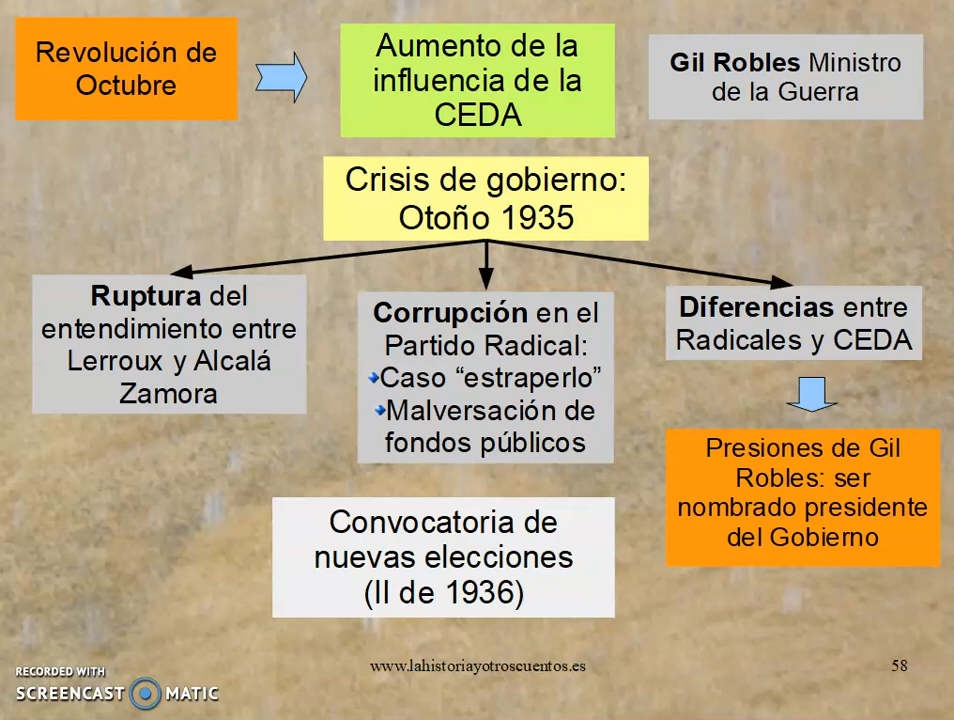 Revolución de
Octubre
Aumento de la
influencia de la
CEDA
Gil Robles Ministro
de la Guerra
Crisis de gobierno:
Otoño 1935
Ruptura del
entendimiento entre
Lerroux y Alcalá
Zamora
Corrupción en el
Partido Radical:
Caso “estraperlo”
Malversación de
fondos públicos
Diferencias entre
Radicales y CEDA
Presiones de Gil
Robles: ser
nombrado presidente
del Gobierno
Convocatoria de
nuevas elecciones
(II de 1936)
www.lahistoriayotroscuentos.es
58
RECORDED WITH
SCREENCAST MATIC